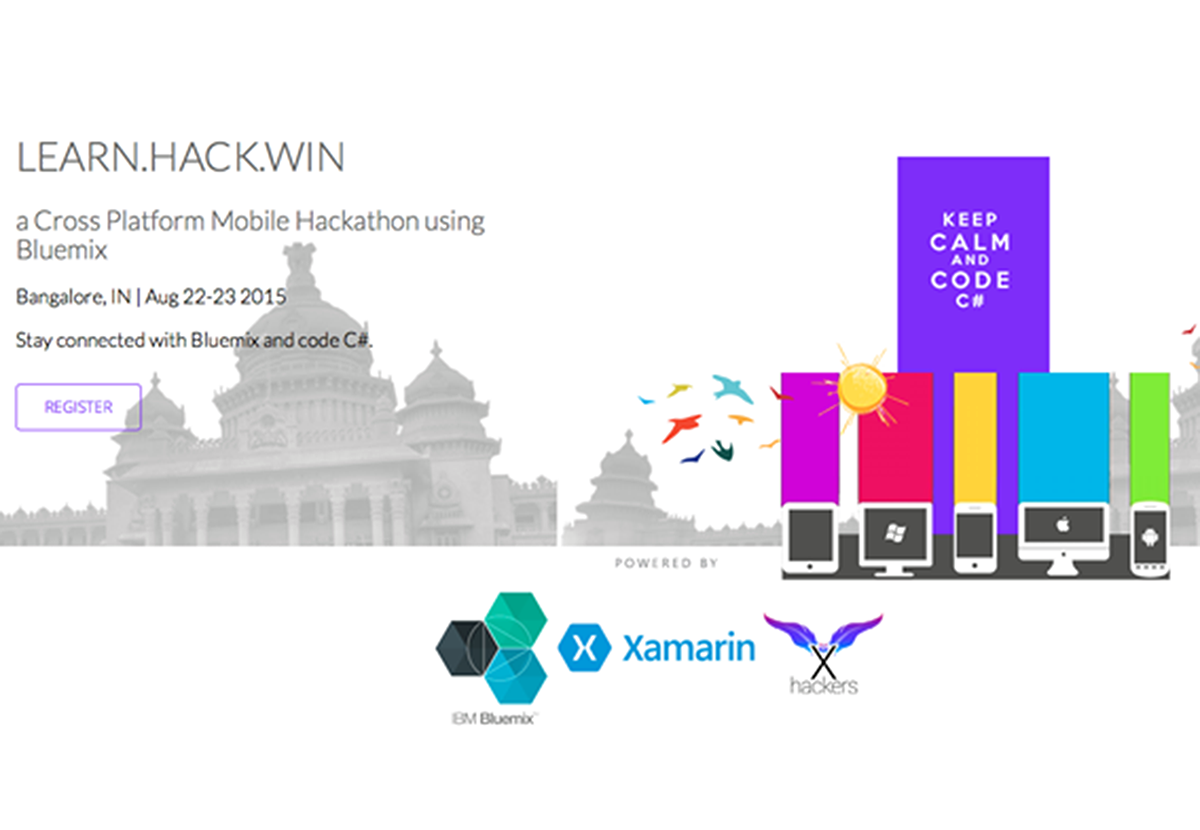 LEARN.HACK.WIN
a Cross Platform Mobile Hackathon using
Bluemix
Bangalore, IN | Aug 22-23 2015
Stay connected with Bluemix and code C#.
REGISTER
KEEP
CALM
AND
CODE
C#
POWERED BY
IBM Bluemix™
X Xamarin
X
hackers